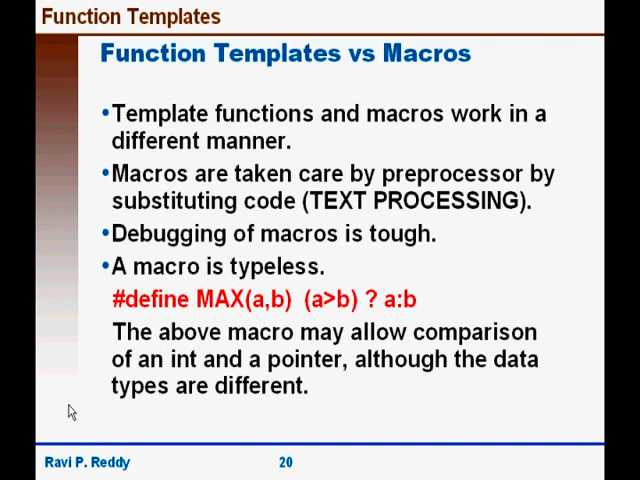 Function Templates
Function Templates vs Macros
•Template functions and macros work in a
different manner.
•Macros are taken care by preprocessor by
substituting code (TEXT PROCESSING).
•Debugging of macros is tough.
•A macro is typeless.
#define MAX(a,b)  (a>b) ? a:b
The above macro may allow comparison
of an int and a pointer, although the data
types are different.
Ravi P. Reddy
20